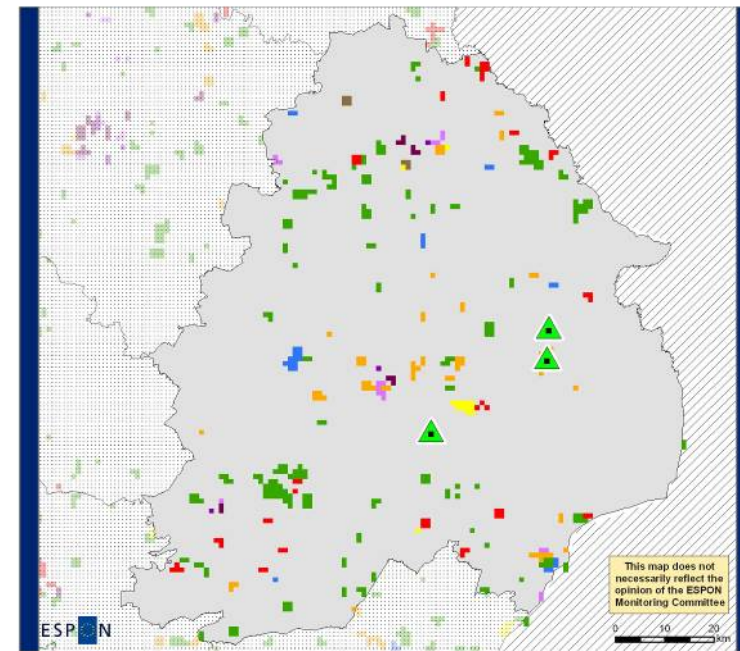 This map does not
necessarily reflect the
opinion of the ESPON
Monitoring Committee
ESPON
0 10 20
km